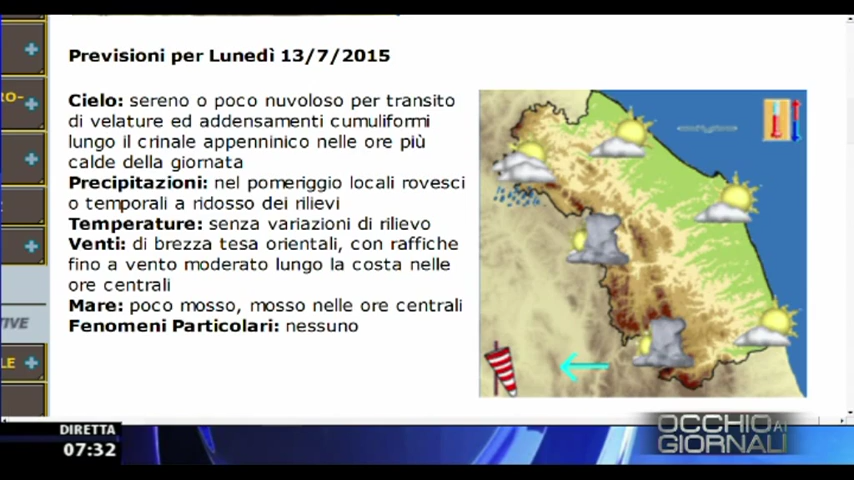 RO-
E
TIVE
LE
Previsioni per Lunedì 13/7/2015
Cielo: sereno o poco nuvoloso per transito
di velature ed addensamenti cumuliformi
lungo il crinale appenninico nelle ore più
calde della giornata
Precipitazioni: nel pomeriggio locali rovesci
o temporali a ridosso dei rilievi
Temperature: senza variazioni di rilievo
Venti: di brezza tesa orientali, con raffiche
fino a vento moderato lungo la costa nelle
ore centrali
Mare: poco mosso, mosso nelle ore centrali
Fenomeni Particolari: nessuno
DIRETTA
07:32
OCCHIO AI
GIORNALI